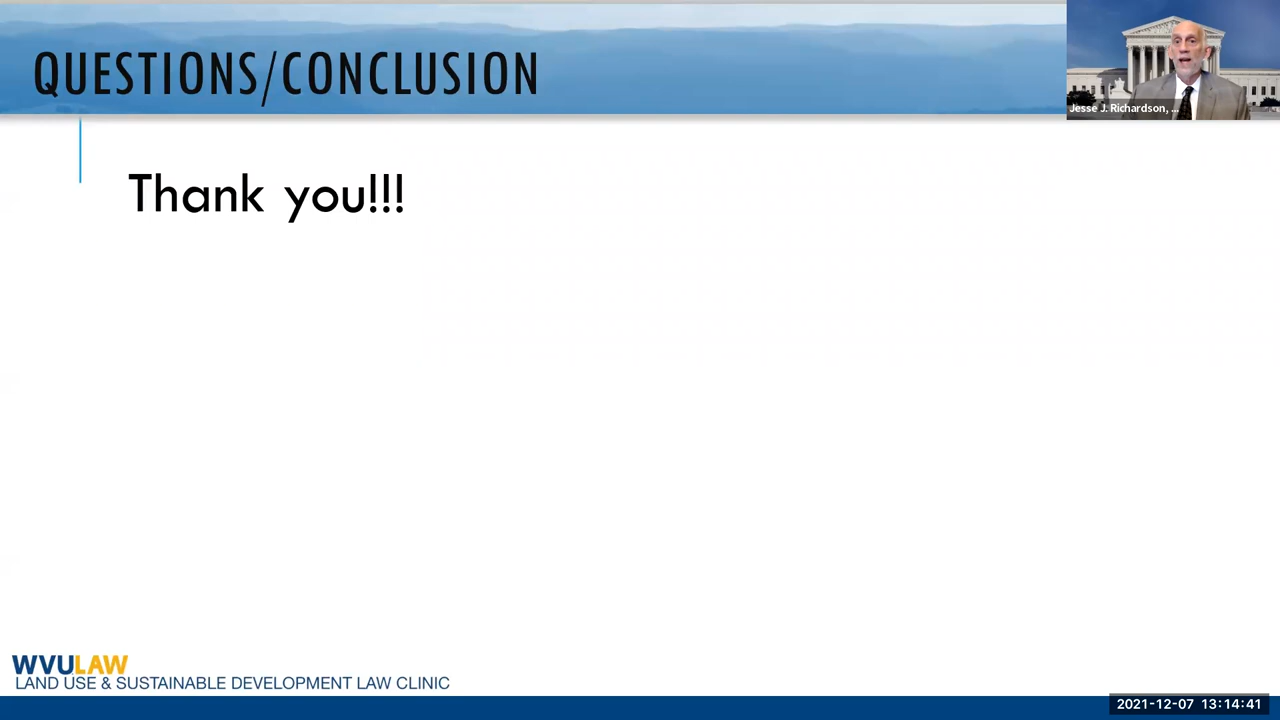 QUESTIONS/CONCLUSION
Jesse J. Richardson, ...
Thank you!!!
WVULAW
LAND USE & SUSTAINABLE DEVELOPMENT LAW CLINIC
2021-12-07 13:14:41